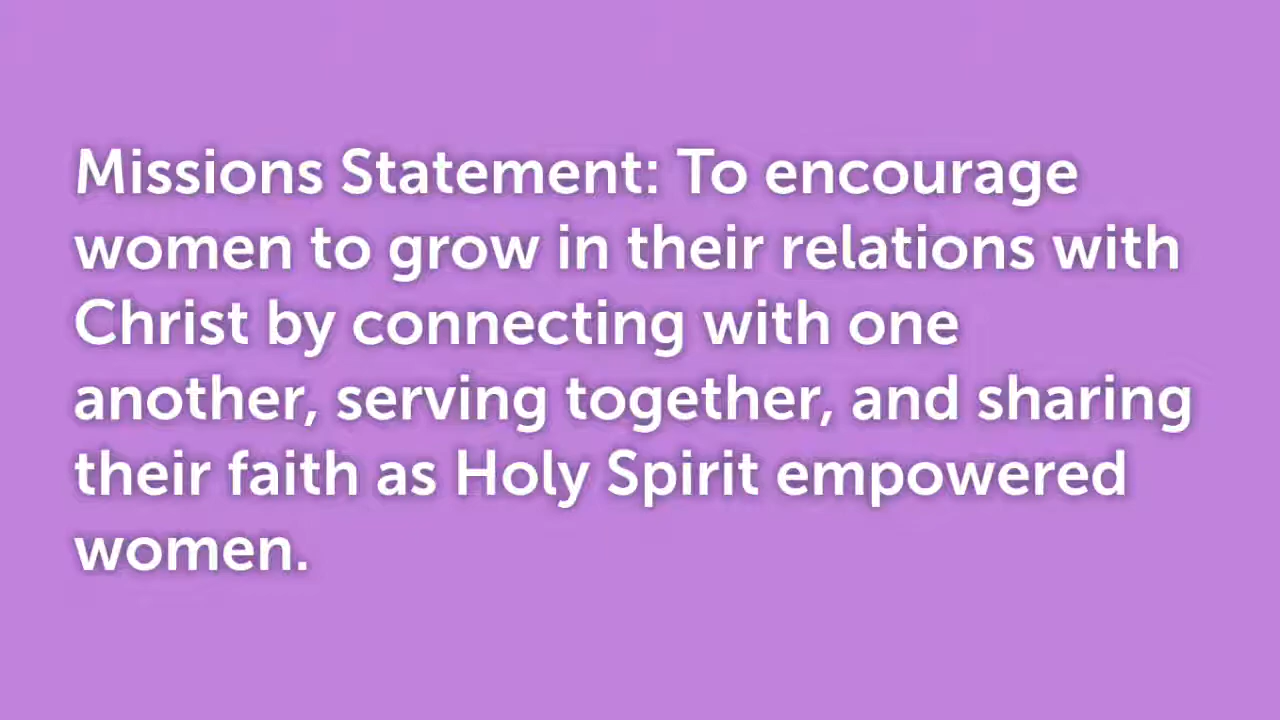 Missions Statement: To encourage
women to grow in their relations with
Christ by connecting with one
another, serving together, and sharing
their faith as Holy Spirit empowered
women.